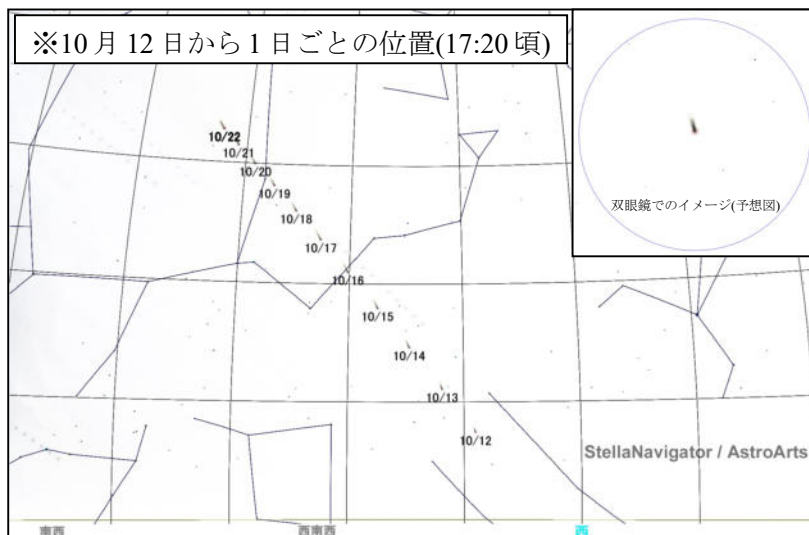 ※10月12日から1日ごとの位置(17:20頃)
10/22
10/21
10/20
10/19
10/18
10/17
10/16
10/15
10/14
10/13
10/12
双眼鏡でのイメージ(予想図)
StellaNavigator / AstroArts
南西
西南西
西